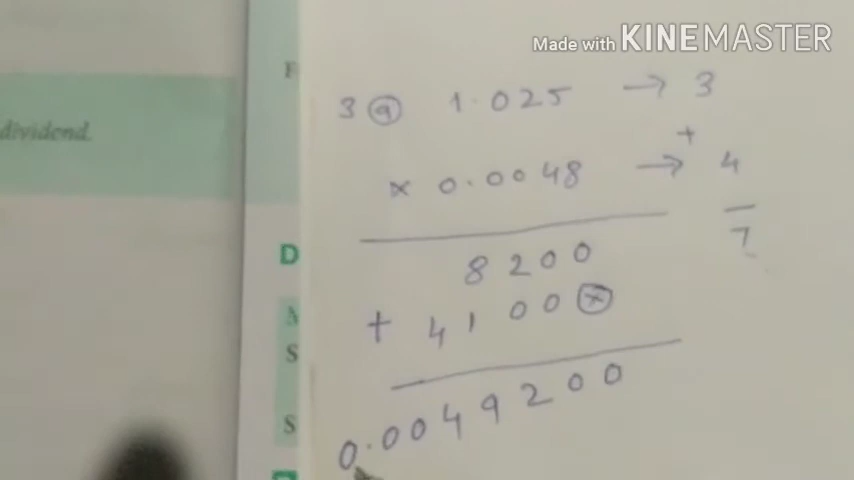 Made with KINEMASTER
F
3 (a) 1.025 → 3
dividend.
+
× 0.0048 → 4
7
D
8200
+ 4100 ×
S
0.0049200
S